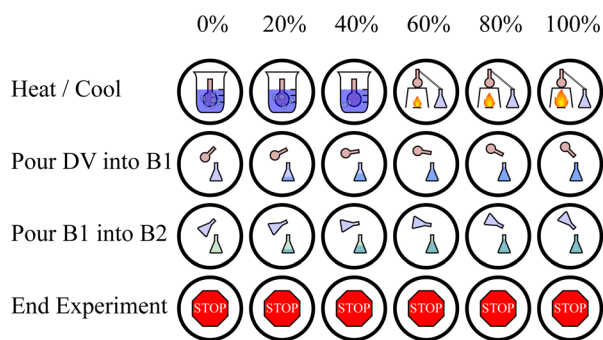 0% 20% 40% 60% 80% 100%
Heat / Cool
Pour DV into B1
Pour B1 into B2
End Experiment STOP STOP STOP STOP STOP STOP